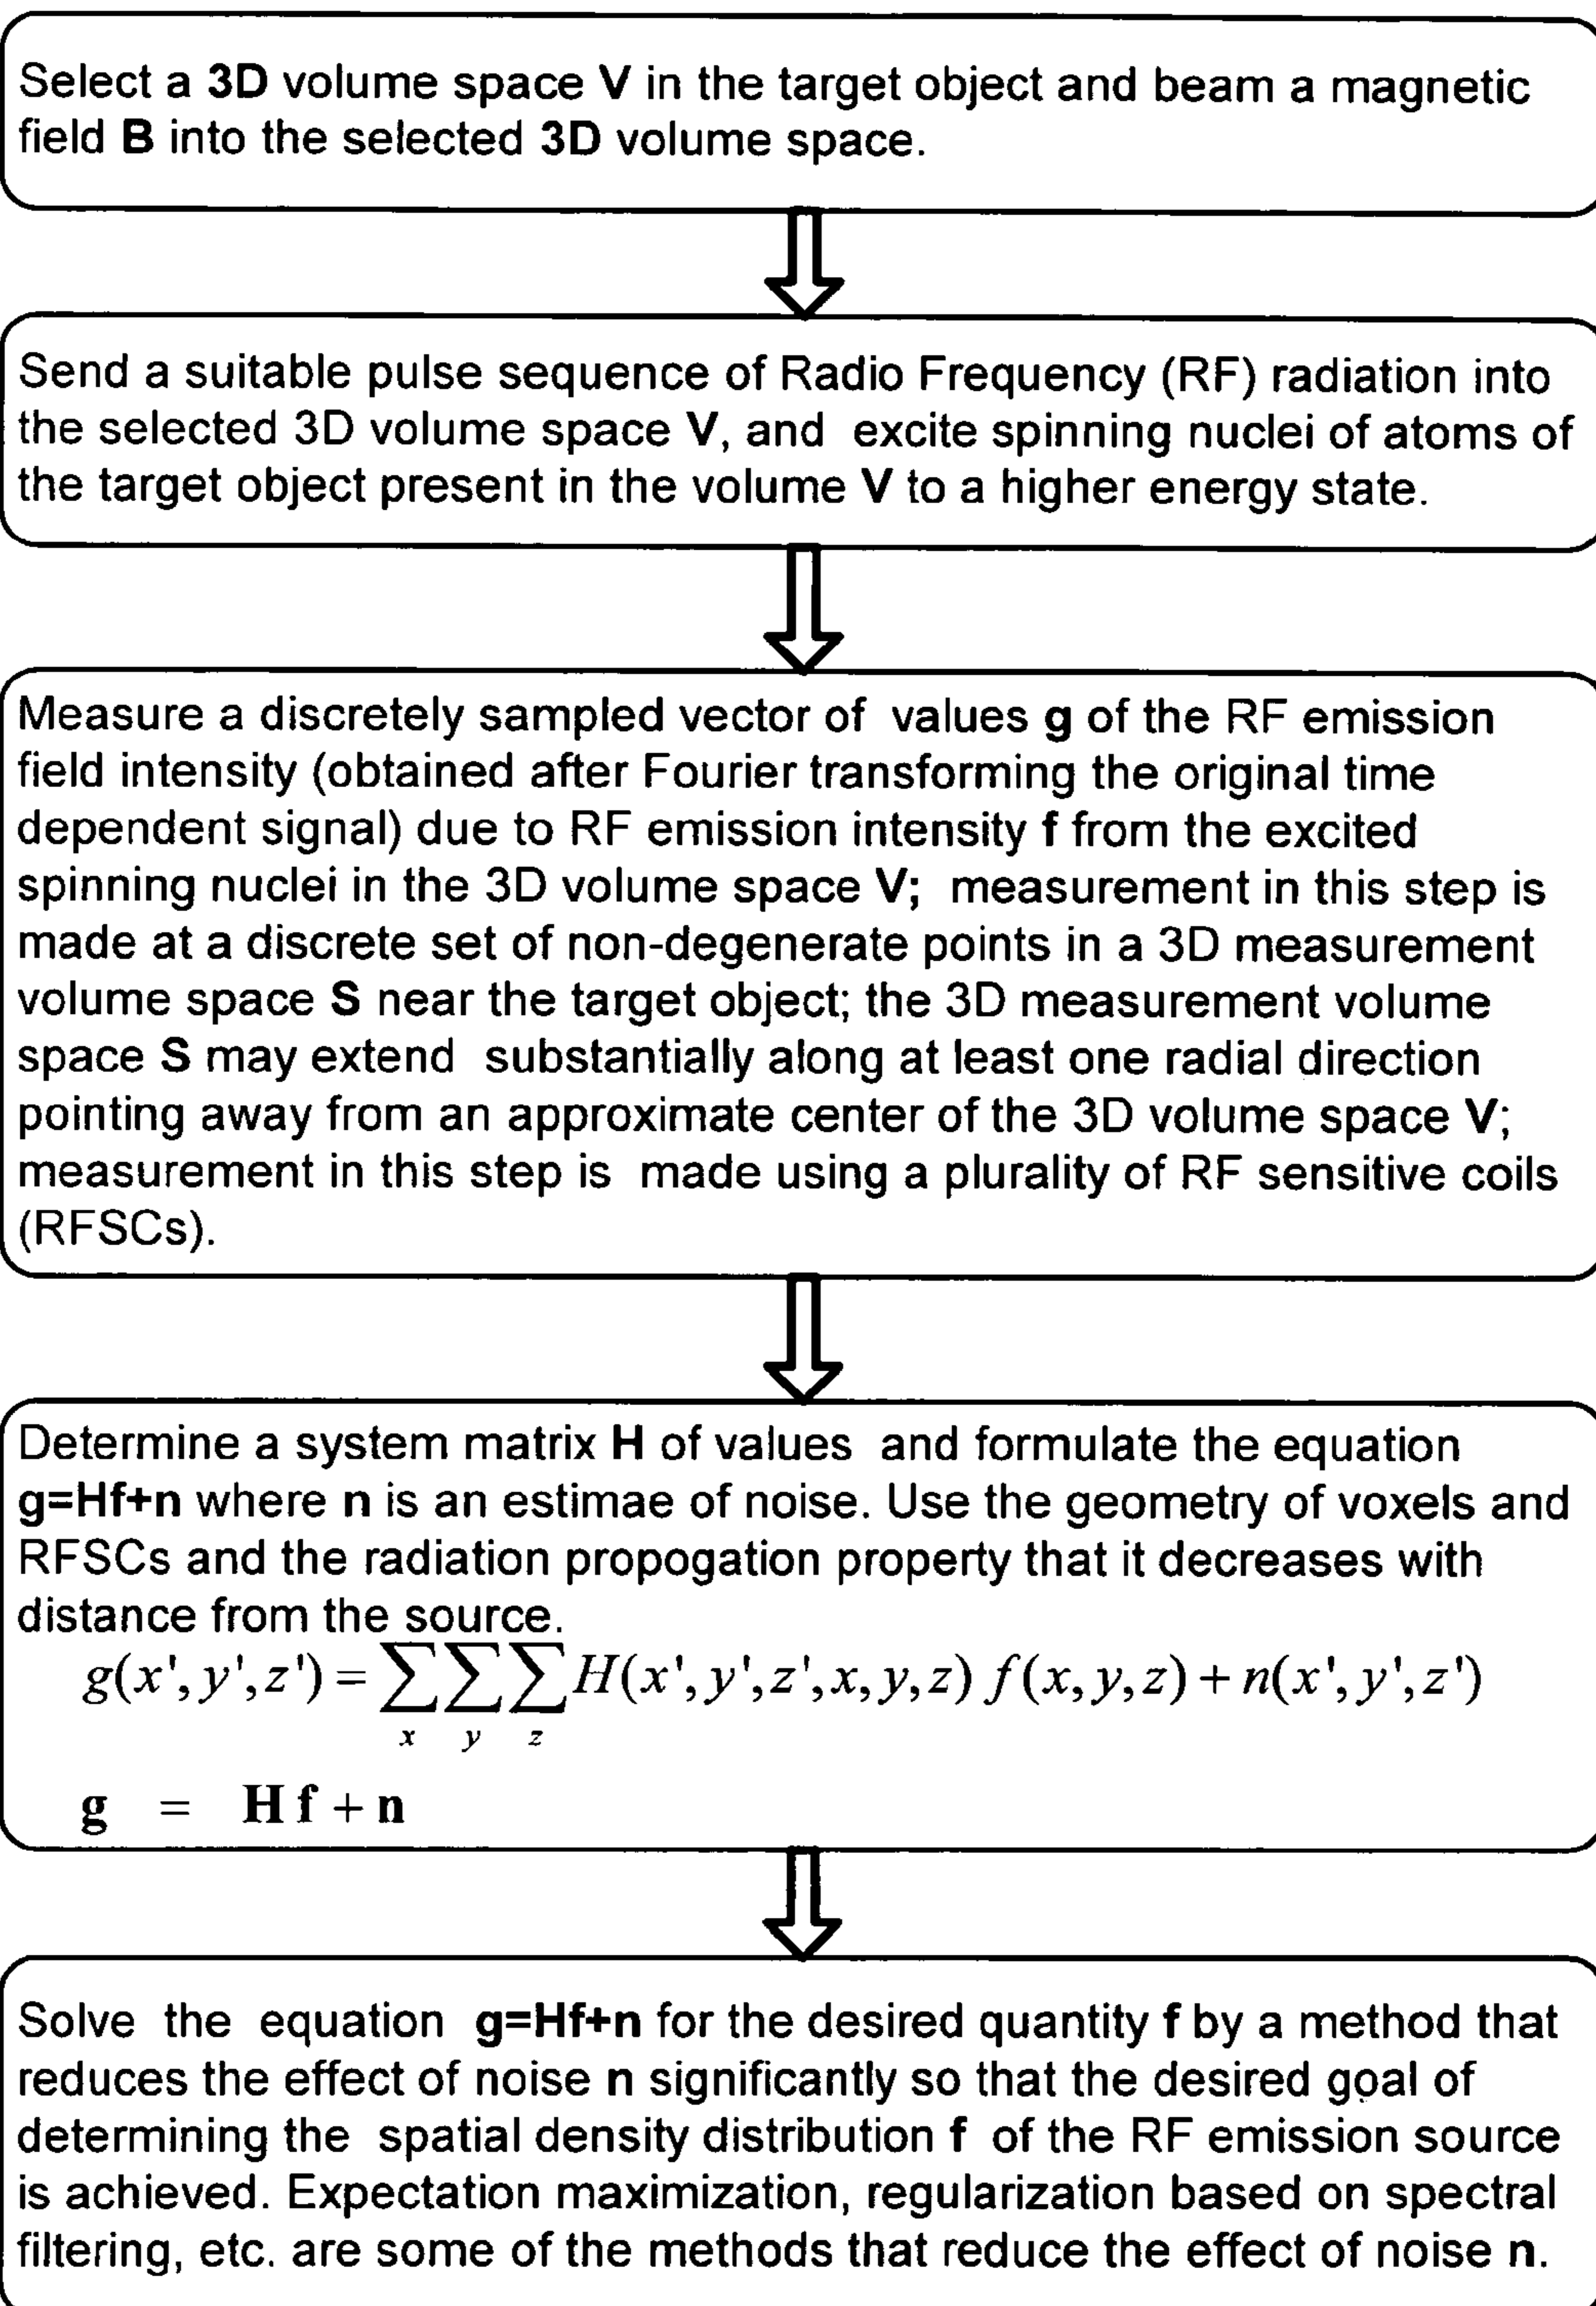 Select a 3D volume space V in the target object and beam a magnetic
field B into the selected 3D volume space.
Send a suitable pulse sequence of Radio Frequency (RF) radiation into
the selected 3D volume space V, and excite spinning nuclei of atoms of
the target object present in the volume V to a higher energy state.
Measure a discretely sampled vector of values g of the RF emission
field intensity (obtained after Fourier transforming the original time
dependent signal) due to RF emission intensity f from the excited
spinning nuclei in the 3D volume space V; measurement in this step is
made at a discrete set of non-degenerate points in a 3D measurement
volume space S near the target object; the 3D measurement volume
space S may extend substantially along at least one radial direction
pointing away from an approximate center of the 3D volume space V;
measurement in this step is made using a plurality of RF sensitive coils
(RFSCs).
Determine a system matrix H of values and formulate the equation
g=Hf+n where n is an estimae of noise. Use the geometry of voxels and
RFSCs and the radiation propogation property that it decreases with
distance from the source.
g(x',y',z') = ∑∑∑H(x',y',z',x,y,z) f(x,y,z) + n(x',y',z')
x y z
g = H f + n
Solve the equation g=Hf+n for the desired quantity f by a method that
reduces the effect of noise n significantly so that the desired goal of
determining the spatial density distribution f of the RF emission source
is achieved. Expectation maximization, regularization based on spectral
filtering, etc. are some of the methods that reduce the effect of noise n.